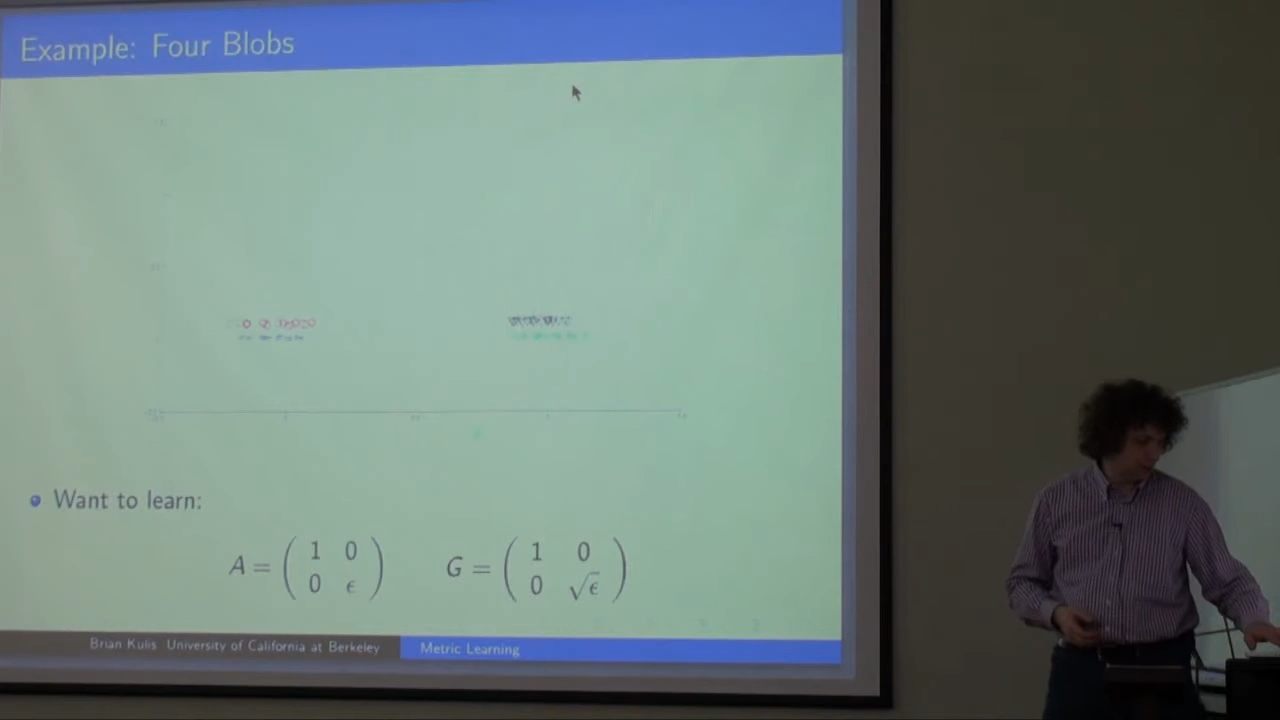 Example: Four Blobs
Want to learn:
A = ( 1 0 0 ϵ ) G = ( 1 0 0 √ϵ )
Brian Kulis University of California at Berkeley Metric Learning